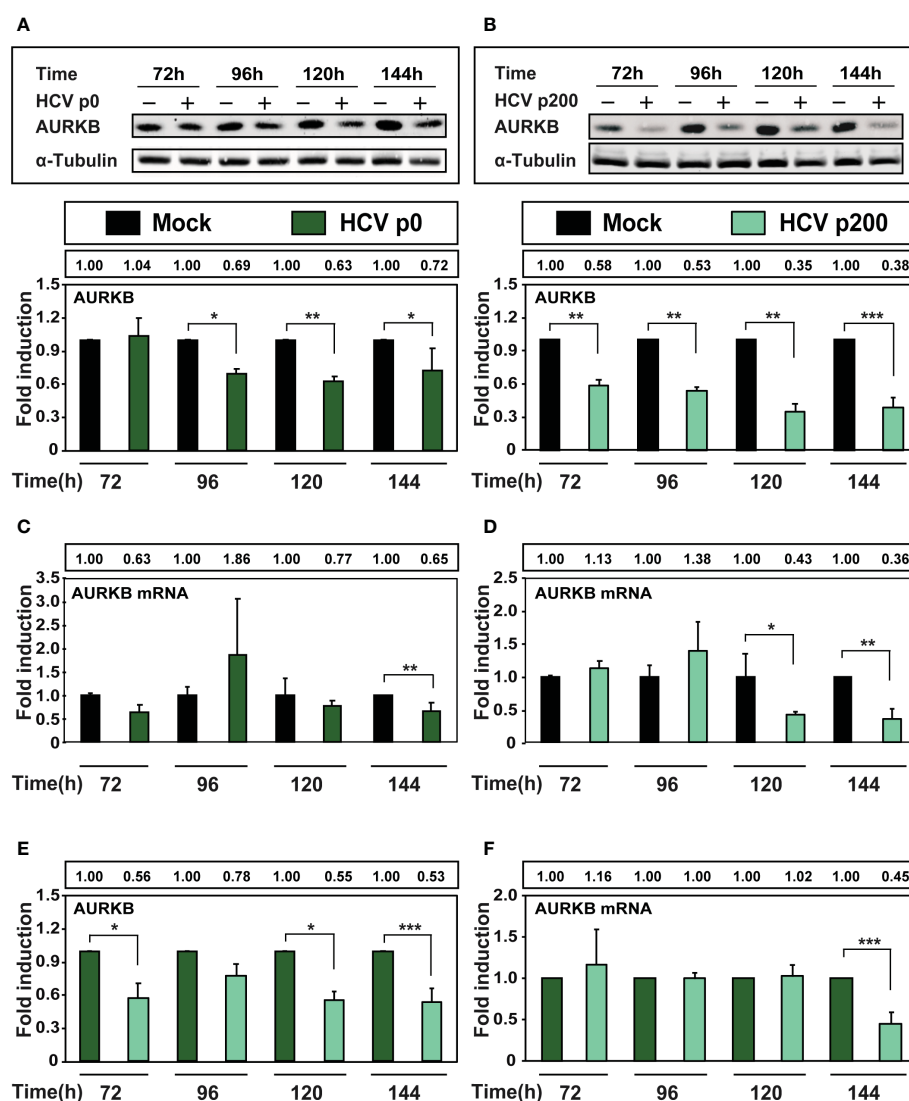 A
Time 72h 96h 120h 144h
HCV p0 – + – + – + – +
AURKB
α-Tubulin
Mock HCV p0
1.00 1.04 1.00 0.69 1.00 0.63 1.00 0.72
AURKB
Fold induction
1.5
1.2
0.9
0.6
0.3
0
* ** *
Time(h) 72 96 120 144
B
Time 72h 96h 120h 144h
HCV p200 – + – + – + – +
AURKB
α-Tubulin
Mock HCV p200
1.00 0.58 1.00 0.53 1.00 0.35 1.00 0.38
AURKB
Fold induction
1.5
1.2
0.9
0.6
0.3
0
** ** ** ***
Time(h) 72 96 120 144
C
1.00 0.63 1.00 1.86 1.00 0.77 1.00 0.65
AURKB mRNA
Fold induction
3.5
3.0
2.5
2.0
1.5
1.0
0.5
0
**
Time(h) 72 96 120 144
D
1.00 1.13 1.00 1.38 1.00 0.43 1.00 0.36
AURKB mRNA
Fold induction
2.5
2.0
1.5
1.0
0.5
0
* **
Time(h) 72 96 120 144
E
1.00 0.56 1.00 0.78 1.00 0.55 1.00 0.53
AURKB
Fold induction
1.5
1.2
0.9
0.6
0.3
0
* * ***
Time(h) 72 96 120 144
F
1.00 1.16 1.00 1.00 1.00 1.02 1.00 0.45
AURKB mRNA
Fold induction
2.0
1.5
1.0
0.5
0
***
Time(h) 72 96 120 144